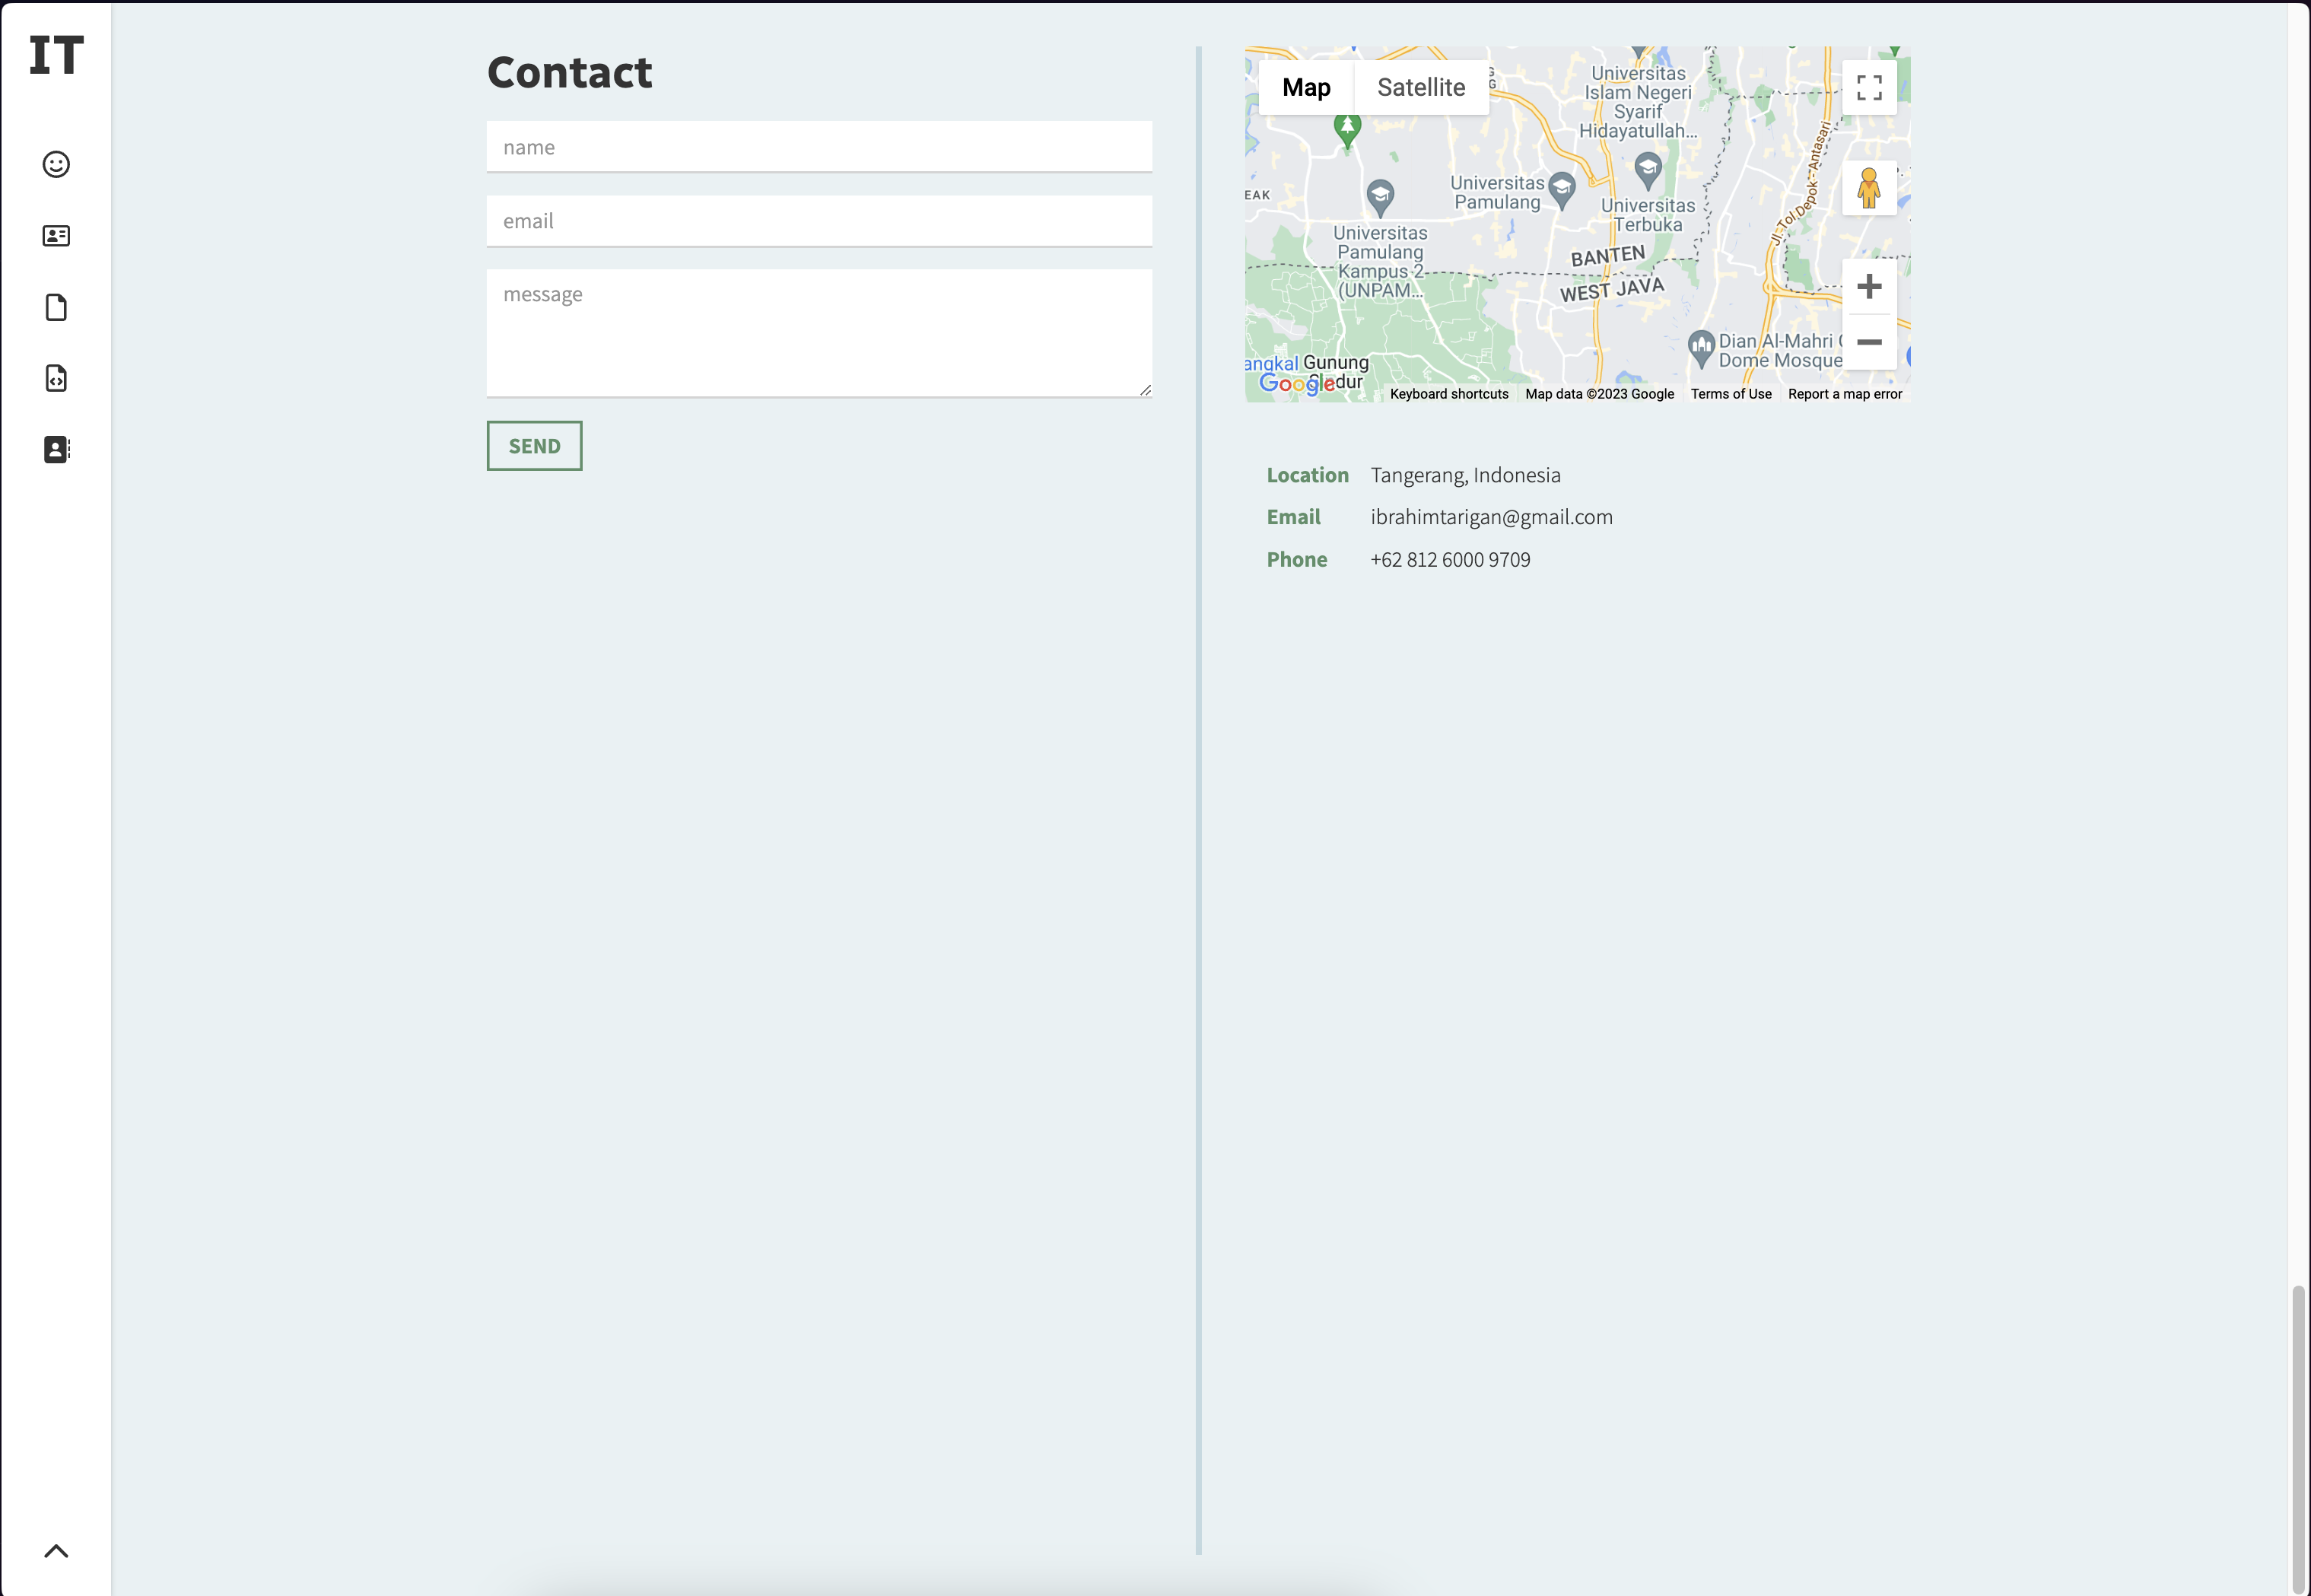 IT
Contact
name
email
message
SEND
Map
Satellite
Universitas
Islam Negeri
Syarif
Hidayatullah...
EAK
Universitas
Pamulang
Universitas
Terbuka
Jl. Tol Depok - Antasari
Universitas
Pamulang
Kampus 2
(UNPAM...
BANTEN
WEST JAVA
Dian Al-Mahri
Dome Mosque
angkal
Gunung
Google
Keyboard shortcuts
Map data ©2023 Google
Terms of Use
Report a map error
Location Tangerang, Indonesia
Email ibrahimtarigan@gmail.com
Phone +62 812 6000 9709